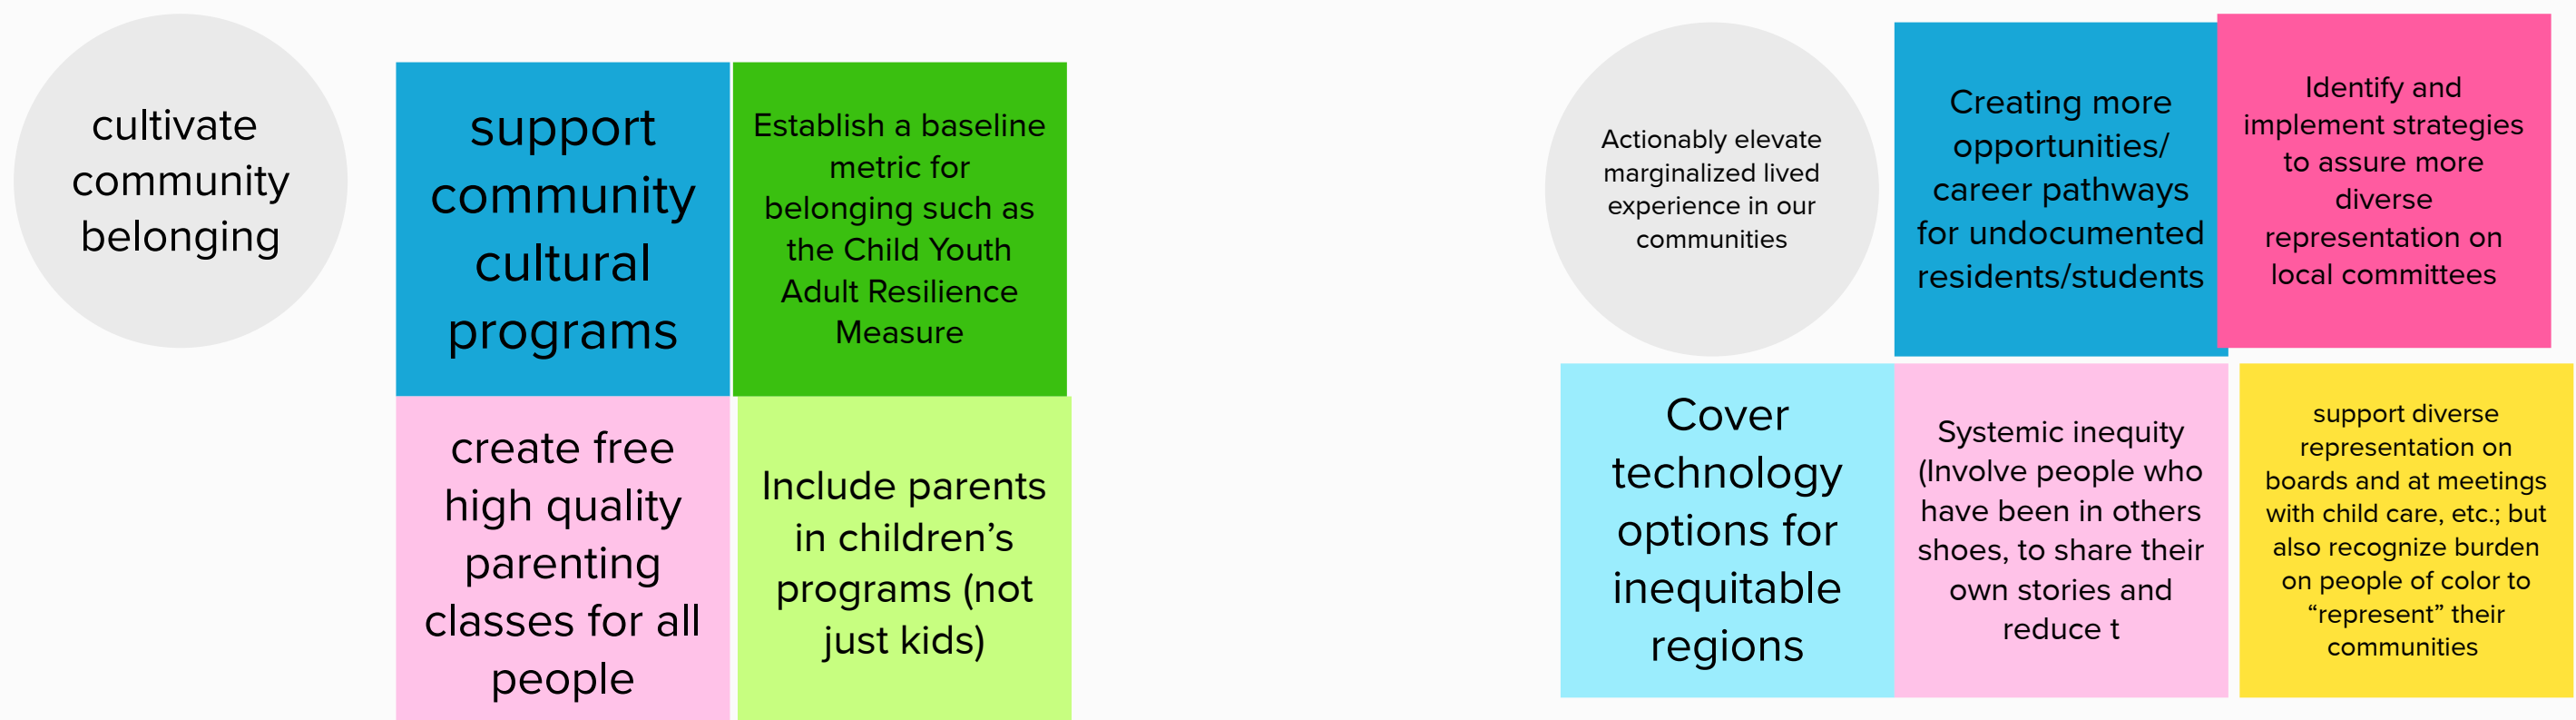 cultivate
community
belonging
support
community
cultural
programs
Establish a baseline
metric for
belonging such as
the Child Youth
Adult Resilience
Measure
create free
high quality
parenting
classes for all
people
Include parents
in children’s
programs (not
just kids)
Actionably elevate
marginalized lived
experience in our
communities
Creating more
opportunities/
career pathways
for undocumented
residents/students
Identify and
implement strategies
to assure more
diverse
representation on
local committees
Cover
technology
options for
inequitable
regions
Systemic inequity
(Involve people who
have been in others
shoes, to share their
own stories and
reduce t
support diverse
representation on
boards and at meetings
with child care, etc.; but
also recognize burden
on people of color to
“represent” their
communities